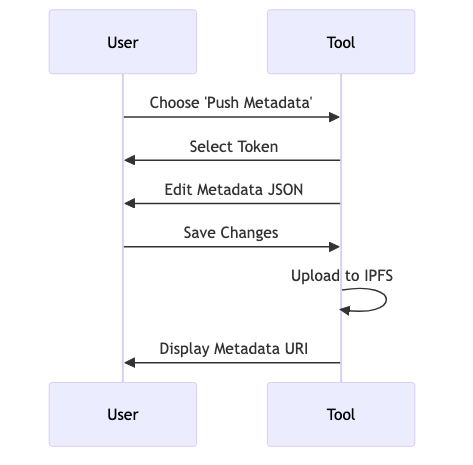 User Tool
Choose 'Push Metadata'
Select Token
Edit Metadata JSON
Save Changes
Upload to IPFS
Display Metadata URI
User Tool